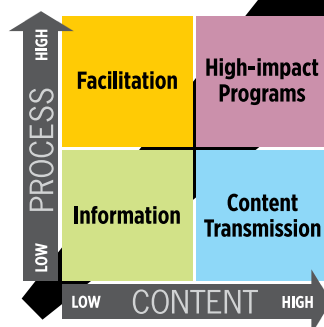 HIGH
PROCESS
LOW
Facilitation
High-impact
Programs
Information
Content
Transmission
LOW
CONTENT
HIGH